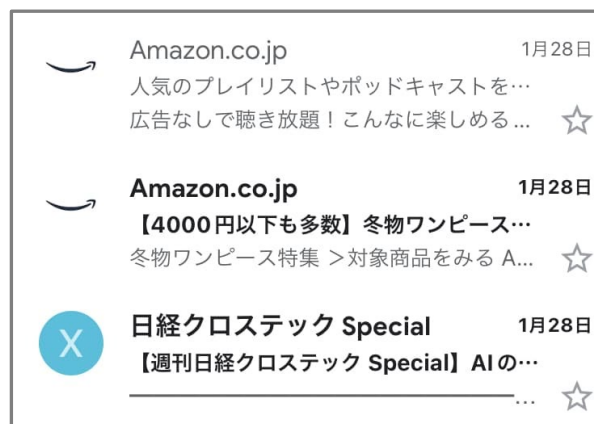 Amazon.co.jp 1月28日
人気のプレイリストやポッドキャストを…
広告なしで聴き放題！こんなに楽しめる...
Amazon.co.jp 1月28日
【4000円以下も多数】冬物ワンピース…
冬物ワンピース特集 ＞対象商品をみる A...
X
日経クロステック Special 1月28日
【週刊日経クロステック Special】AIの…
━━━━━━━━━━━━━━━━...